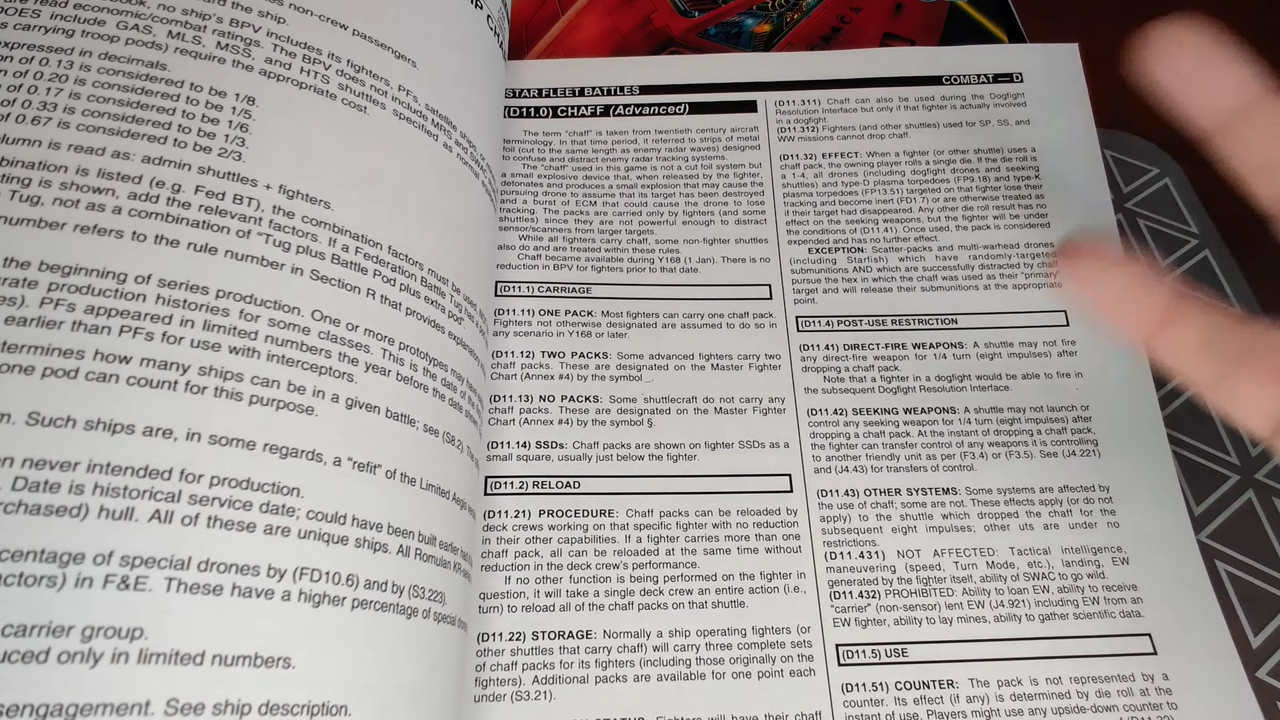 es non-crew passengers.
ard the ship.
ook, no ship's BPV includes its fighters, PFs, satellite ships, or
are read economic/combat ratings. The BPV does not include MRS and SWAC
OES include GAS, MLS, MSS, and HTS shuttles specified as normal
s carrying troop pods) require the appropriate cost.
expressed in decimals.
on of 0.13 is considered to be 1/8.
n of 0.20 is considered to be 1/5.
of 0.17 is considered to be 1/6.
of 0.33 is considered to be 1/3.
of 0.67 is considered to be 2/3.
lumn is read as: admin shuttles + fighters.
bination is listed (e.g. Fed BT), the combination factors must be used.
ting is shown, add the relevant factors. If a Federation Battle Tug has a
Tug, not as a combination of "Tug plus Battle Pod plus extra pod".
number refers to the rule number in Section R that provides
the beginning of series production. One or more prototypes may
rate production histories for some classes. This is the date of the
es). PFs appeared in limited numbers the year before the date
earlier than PFs for use with interceptors.
termines how many ships can be in a given battle; see (S8.2). The
one pod can count for this purpose.
n. Such ships are, in some regards, a "refit" of the Limited Aegis
n never intended for production.
. Date is historical service date; could have been built earlier
rchased) hull. All of these are unique ships. All Romulan KR-
centage of special drones by (FD10.6) and by (S3.223).
actors) in F&E. These have a higher percentage of special
carrier group.
uced only in limited numbers.
sengagement. See ship description.
STAR FLEET BATTLES
COMBAT — D
(D11.0) CHAFF (Advanced)
The term "chaff" is taken from twentieth century aircraft
terminology. In that time period, it referred to strips of metal
foil (cut to the same length as enemy radar waves) designed
to confuse and distract enemy radar tracking systems.
The "chaff" used in this game is not a cut foil system but
a small explosive device that, when released by the fighter,
detonates and produces a small explosion that may cause the
pursuing drone to assume that its target has been destroyed
and a burst of ECM that could cause the drone to lose
tracking. The packs are carried only by fighters (and some
shuttles) since they are not powerful enough to distract
sensor/scanners from larger targets.
While all fighters carry chaff, some non-fighter shuttles
also do and are treated within these rules.
Chaff became available during Y168 (1 Jan). There is no
reduction in BPV for fighters prior to that date.
(D11.1) CARRIAGE
(D11.11) ONE PACK: Most fighters can carry one chaff pack.
Fighters not otherwise designated are assumed to do so in
any scenario in Y168 or later.
(D11.12) TWO PACKS: Some advanced fighters carry two
chaff packs. These are designated on the Master Fighter
Chart (Annex #4) by the symbol _.
(D11.13) NO PACKS: Some shuttlecraft do not carry any
chaff packs. These are designated on the Master Fighter
Chart (Annex #4) by the symbol §.
(D11.14) SSDs: Chaff packs are shown on fighter SSDs as a
small square, usually just below the fighter.
(D11.2) RELOAD
(D11.21) PROCEDURE: Chaff packs can be reloaded by
deck crews working on that specific fighter with no reduction
in their other capabilities. If a fighter carries more than one
chaff pack, all can be reloaded at the same time without
reduction in the deck crew's performance.
If no other function is being performed on the fighter in
question, it will take a single deck crew an entire action (i.e.,
turn) to reload all of the chaff packs on that shuttle.
(D11.22) STORAGE: Normally a ship operating fighters (or
other shuttles that carry chaff) will carry three complete sets
of chaff packs for its fighters (including those originally on the
fighters). Additional packs are available for one point each
under (S3.21).
STATUS: Fighters will have their chaff
(D11.311) Chaff can also be used during the Dogfight
Resolution Interface but only if that fighter is actually involved
in a dogfight.
(D11.312) Fighters (and other shuttles) used for SP, SS, and
WW missions cannot drop chaff.
(D11.32) EFFECT: When a fighter (or other shuttle) uses a
chaff pack, the owning player rolls a single die. If the die roll is
a 1-4, all drones (including dogfight drones and seeking
shuttles) and type-D plasma torpedoes (FP9.18) and type-K
plasma torpedoes (FP13.51) targeted on that fighter lose their
tracking and become inert (FD1.7) or are otherwise treated as
if their target had disappeared. Any other die roll result has no
effect on the seeking weapons, but the fighter will be under
the conditions of (D11.41). Once used, the pack is considered
expended and has no further effect.
EXCEPTION: Scatter-packs and multi-warhead drones
(including Starfish) which have randomly-targeted
submunitions AND which are successfully distracted by chaff
pursue the hex in which the chaff was used as their "primary"
target and will release their submunitions at the appropriate
point.
(D11.4) POST-USE RESTRICTION
(D11.41) DIRECT-FIRE WEAPONS: A shuttle may not fire
any direct-fire weapon for 1/4 turn (eight impulses) after
dropping a chaff pack.
Note that a fighter in a dogfight would be able to fire in
the subsequent Dogfight Resolution Interface.
(D11.42) SEEKING WEAPONS: A shuttle may not launch or
control any seeking weapon for 1/4 turn (eight impulses) after
dropping a chaff pack. At the instant of dropping a chaff pack,
the fighter can transfer control of any weapons it is controlling
to another friendly unit as per (F3.4) or (F3.5). See (J4.221)
and (J4.43) for transfers of control.
(D11.43) OTHER SYSTEMS: Some systems are affected by
the use of chaff; some are not. These effects apply (or do not
apply) to the shuttle which dropped the chaff for the
subsequent eight impulses; other uts are under no
restrictions.
(D11.431) NOT AFFECTED: Tactical intelligence,
maneuvering (speed, Turn Mode, etc.), landing, EW
generated by the fighter itself, ability of SWAC to go wild.
(D11.432) PROHIBITED: Ability to loan EW, ability to receive
"carrier" (non-sensor) lent EW (J4.921) including EW from an
EW fighter, ability to lay mines, ability to gather scientific data.
(D11.5) USE
(D11.51) COUNTER: The pack is not represented by a
counter. Its effect (if any) is determined by die roll at the
instant of use. Players might use any upside-down counter to